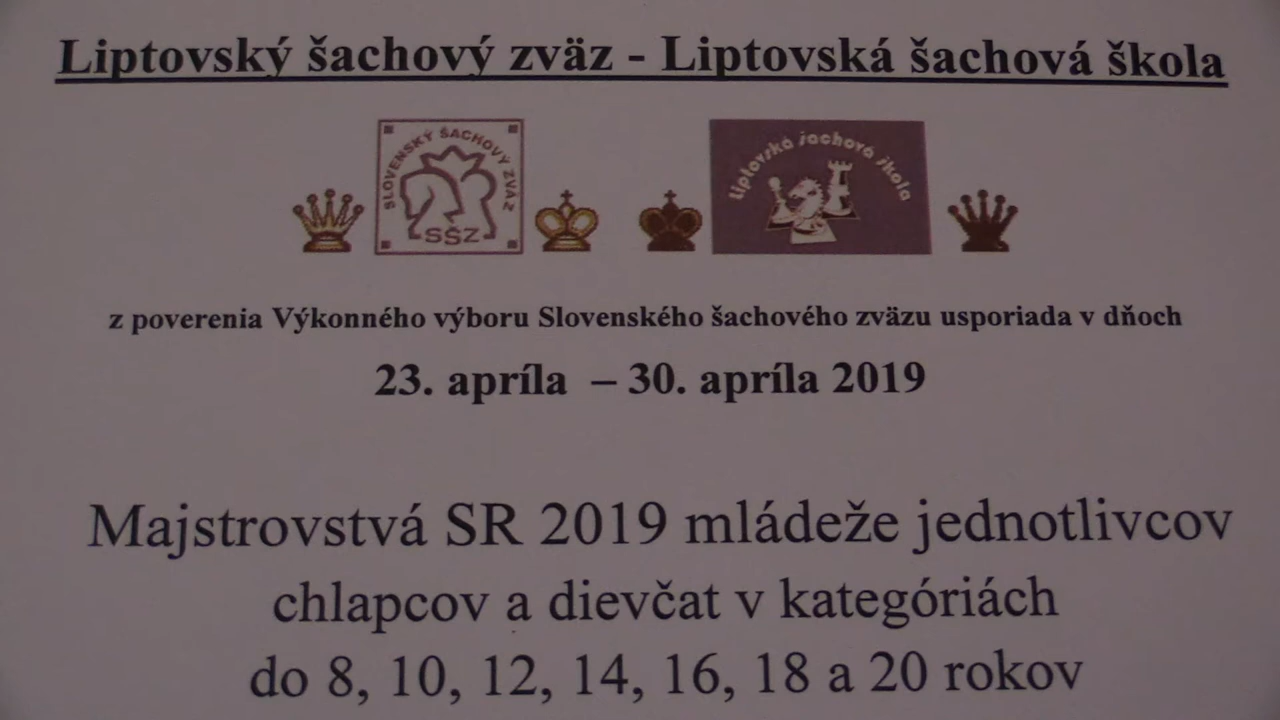 Liptovský šachový zväz - Liptovská šachová škola
SLOVENSKÝ ŠACHOVÝ ZVÄZ
SŠZ
Liptovská šachová škola
z poverenia Výkonného výboru Slovenského šachového zväzu usporiada v dňoch
23. apríla – 30. apríla 2019
Majstrovstvá SR 2019 mládeže jednotlivcov
chlapcov a dievčat v kategóriách
do 8, 10, 12, 14, 16, 18 a 20 rokov